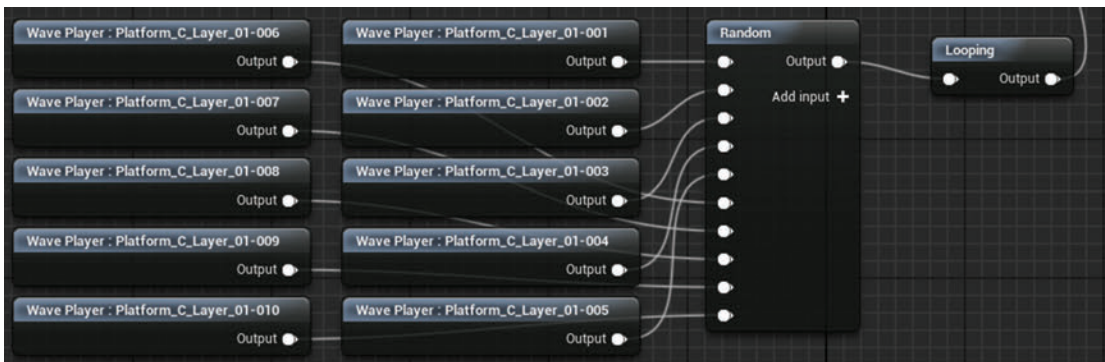 Wave Player : Platform_C_Layer_01-006
Output
Wave Player : Platform_C_Layer_01-007
Output
Wave Player : Platform_C_Layer_01-008
Output
Wave Player : Platform_C_Layer_01-009
Output
Wave Player : Platform_C_Layer_01-010
Output
Wave Player : Platform_C_Layer_01-001
Output
Wave Player : Platform_C_Layer_01-002
Output
Wave Player : Platform_C_Layer_01-003
Output
Wave Player : Platform_C_Layer_01-004
Output
Wave Player : Platform_C_Layer_01-005
Output
Random
Output
Add input +
Looping
Output